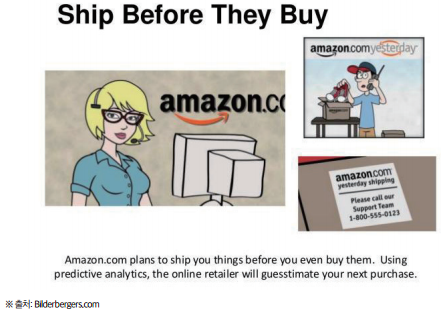 Ship Before They Buy
amazon.co
amazon.com yesterday
amazon.com
yesterday shipping
Please call our
Support Team
1-800-555-0123
Amazon.com plans to ship you things before you even buy them. Using
predictive analytics, the online retailer will guesstimate your next purchase.
※ 출처: Bilderbergers.com